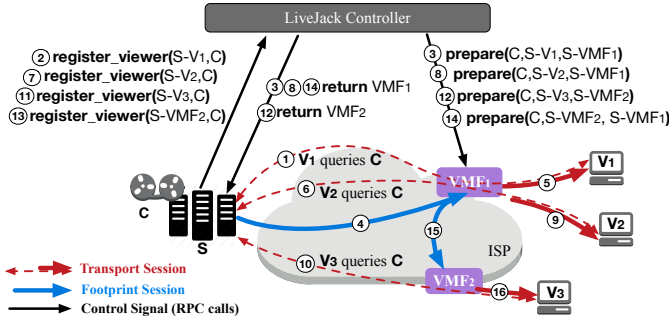 LiveJack Controller
② register_viewer(S-V1,C)
⑦ register_viewer(S-V2,C)
⑪ register_viewer(S-V3,C)
⑬ register_viewer(S-VMF2,C)
③ ⑧ ⑭ return VMF1
⑫ return VMF2
③ prepare(C,S-V1,S-VMF1)
⑧ prepare(C,S-V2,S-VMF1)
⑫ prepare(C,S-V3,S-VMF2)
⑭ prepare(C,S-VMF2, S-VMF1)
① V1 queries C
⑥ V2 queries C
VMF1
⑤
V1
C
S
④
⑮
⑨
V2
ISP
⑩
V3 queries C
VMF2
⑯
V3
Transport Session
Footprint Session
Control Signal (RPC calls)